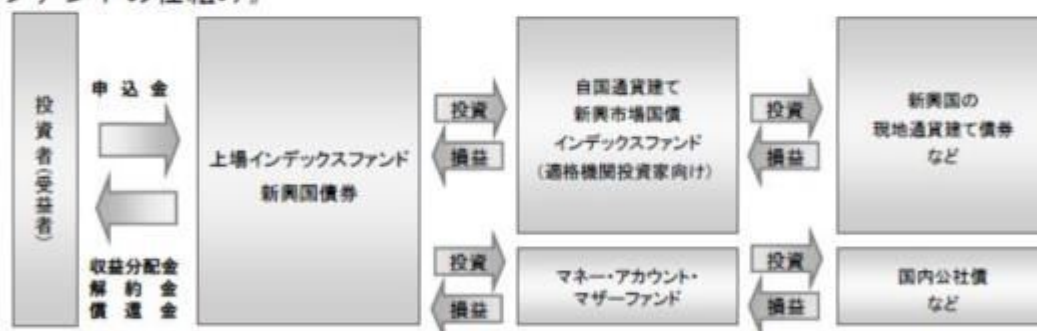 投資者(受益者)
申込金
収益分配金
解約金
償還金
上場インデックスファンド
新興国債券
投資
損益
投資
損益
自国通貨建て
新興市場国債
インデックスファンド
(適格機関投資家向け)
マネー・アカウント・
マザーファンド
投資
損益
投資
損益
新興国の
現地通貨建て債券
など
国内公社債
など